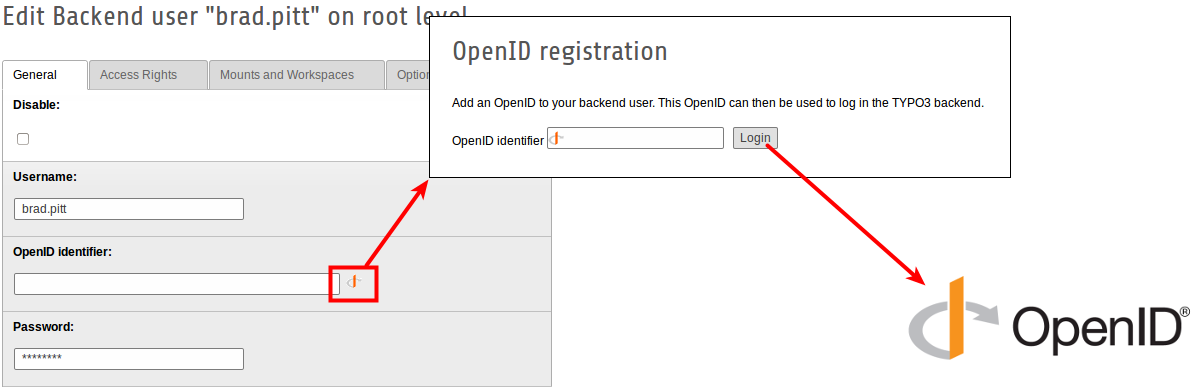 Edit Backend user "brad.pitt" on root level
General
Access Rights
Mounts and Workspaces
Option
Disable:
Username:
brad.pitt
OpenID identifier:
Password:
********
OpenID registration
Add an OpenID to your backend user. This OpenID can then be used to log in the TYPO3 backend.
OpenID identifier
Login
OpenID®